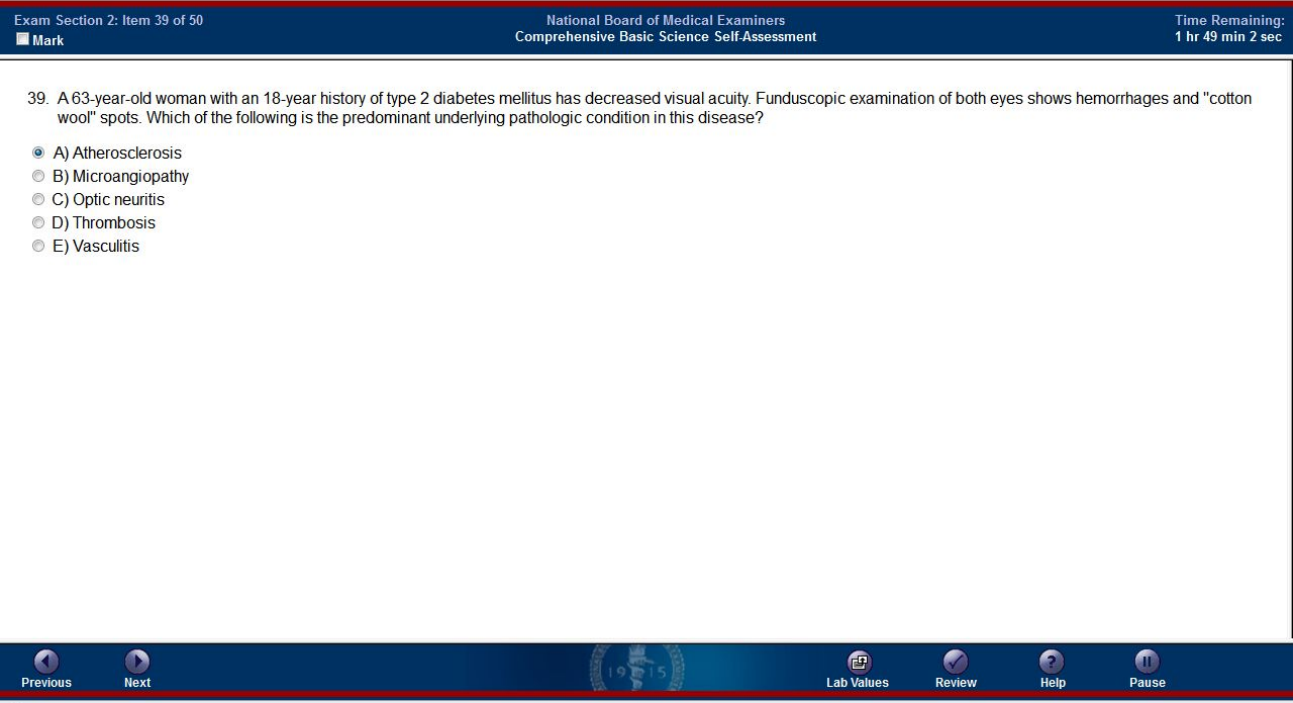 Exam Section 2: Item 39 of 50
National Board of Medical Examiners
Time Remaining:
Mark
Comprehensive Basic Science Self-Assessment
1 hr 49 min 2 sec
39. A 63-year-old woman with an 18-year history of type 2 diabetes mellitus has decreased visual acuity. Funduscopic examination of both eyes shows hemorrhages and "cotton
wool" spots. Which of the following is the predominant underlying pathologic condition in this disease?
A) Atherosclerosis
B) Microangiopathy
C) Optic neuritis
D) Thrombosis
E) Vasculitis
1915
Previous
Next
Lab Values
Review
Help
Pause